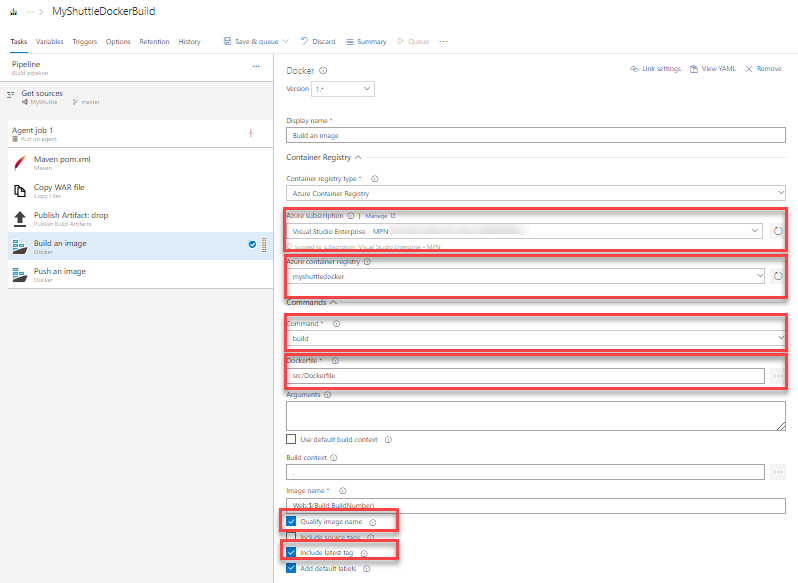 MyShuttleDockerBuild
Tasks Variables Triggers Options Retention History Save & queue Discard Summary Queue
Pipeline
Build pipeline
Get sources
MyShuttle master
Agent job 1
Run on agent
Maven pom.xml
Maven
Copy WAR file
Copy Files
Publish Artifact: drop
Publish Build Artifacts
Build an image
Docker
Push an image
Docker
Docker
Link settings View YAML Remove
Version 1.*
Display name *
Build an image
Container Registry
Container registry type *
Azure Container Registry
Azure subscription | Manage
Visual Studio Enterprise – MPN
Scoped to subscription 'Visual Studio Enterprise – MPN
Azure container registry
myshuttledocker
Commands
Command *
build
Dockerfile *
src/Dockerfile
Arguments
Use default build context
Build context
.
Image name *
Web:$(Build.BuildNumber)
Qualify image name
Include source tags
Include latest tag
Add default labels